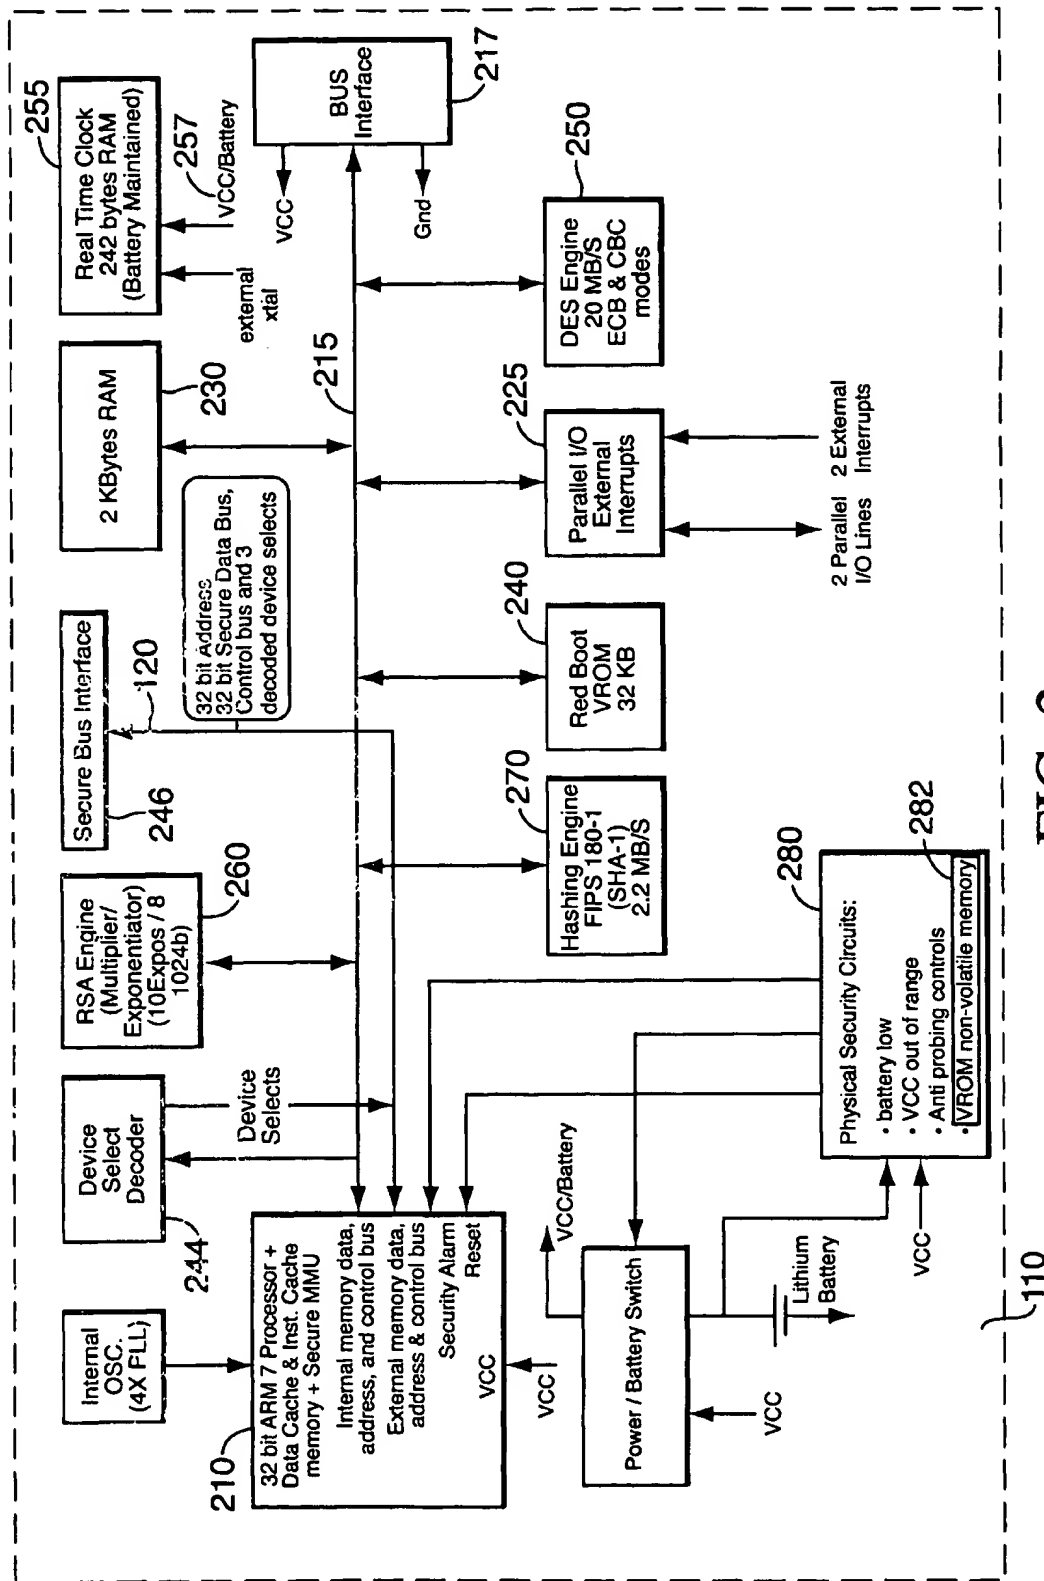 Internal
OSC.
(4X PLL)
Device
Select
Decoder
244
Device
Selects
RSA Engine
(Multiplier/
Exponentiator)
(10Expos / 8
1024b)
260
Secure Bus Interface
246
120
32 bit Address
32 bit Secure Data Bus,
Control bus and 3
decoded device selects
2 KBytes RAM
230
Real Time Clock
242 bytes RAM
(Battery Maintained)
255
external
xtial
VCC/Battery
257
210
32 bit ARM 7 Processor +
Data Cache & Inst. Cache
memory + Secure MMU
Internal memory data,
address, and control bus
External memory data,
address & control bus
Security Alarm
Reset
VCC
VCC
215
VCC
BUS
Interface
Gnd
217
Hashing Engine
FIPS 180-1
(SHA-1)
2.2 MB/S
270
Red Boot
VROM
32 KB
240
Parallel I/O
External
Interrupts
225
2 Parallel
I/O Lines
2 External
Interrupts
DES Engine
20 MB/S
ECB & CBC
modes
250
VCC/Battery
Power / Battery Switch
VCC
Lithium
Battery
VCC
Physical Security Circuits:
• battery low
• VCC out of range
• Anti probing controls
• VROM non-volatile memory
280
282
110